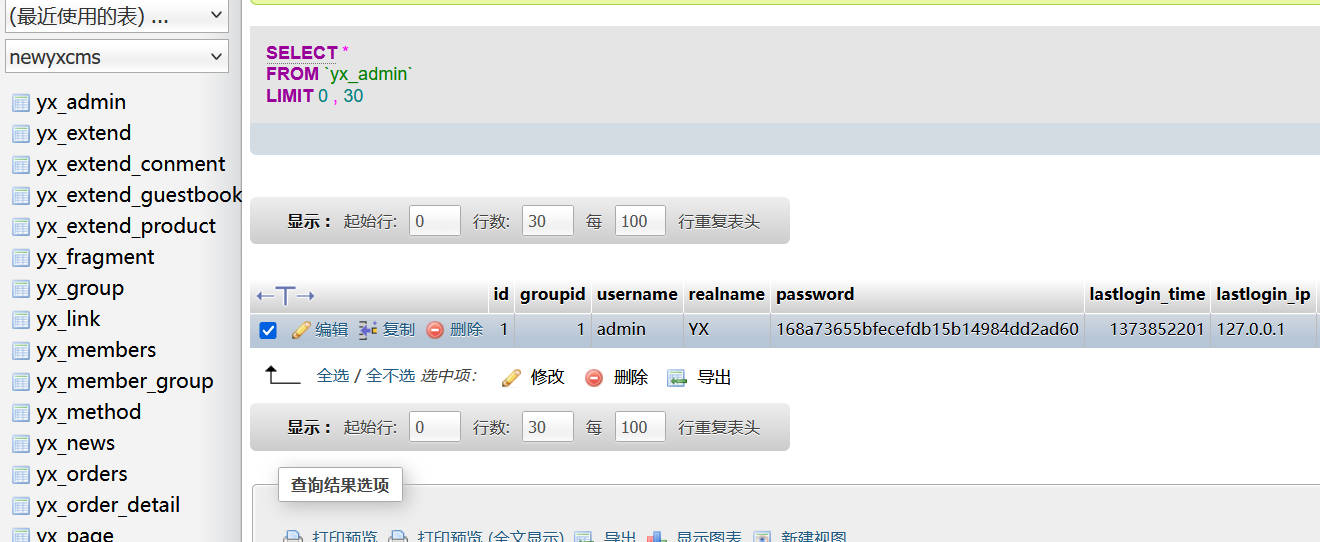 (最近使用的表) ...
newyxcms
yx_admin
yx_extend
yx_extend_conment
yx_extend_guestbook
yx_extend_product
yx_fragment
yx_group
yx_link
yx_members
yx_member_group
yx_method
yx_news
yx_orders
yx_order_detail
yx_page
SELECT *
FROM `yx_admin`
LIMIT 0 , 30
显示： 起始行: 0 行数: 30 每 100 行重复表头
←T→ id groupid username realname password lastlogin_time lastlogin_ip
编辑 复制 删除 1 1 admin YX 168a73655bfecefdb15b14984dd2ad60 1373852201 127.0.0.1
全选 / 全不选 选中项: 修改 删除 导出
显示： 起始行: 0 行数: 30 每 100 行重复表头
查询结果选项
打印预览 打印预览 (全文显示) 导出 显示图表 新建视图